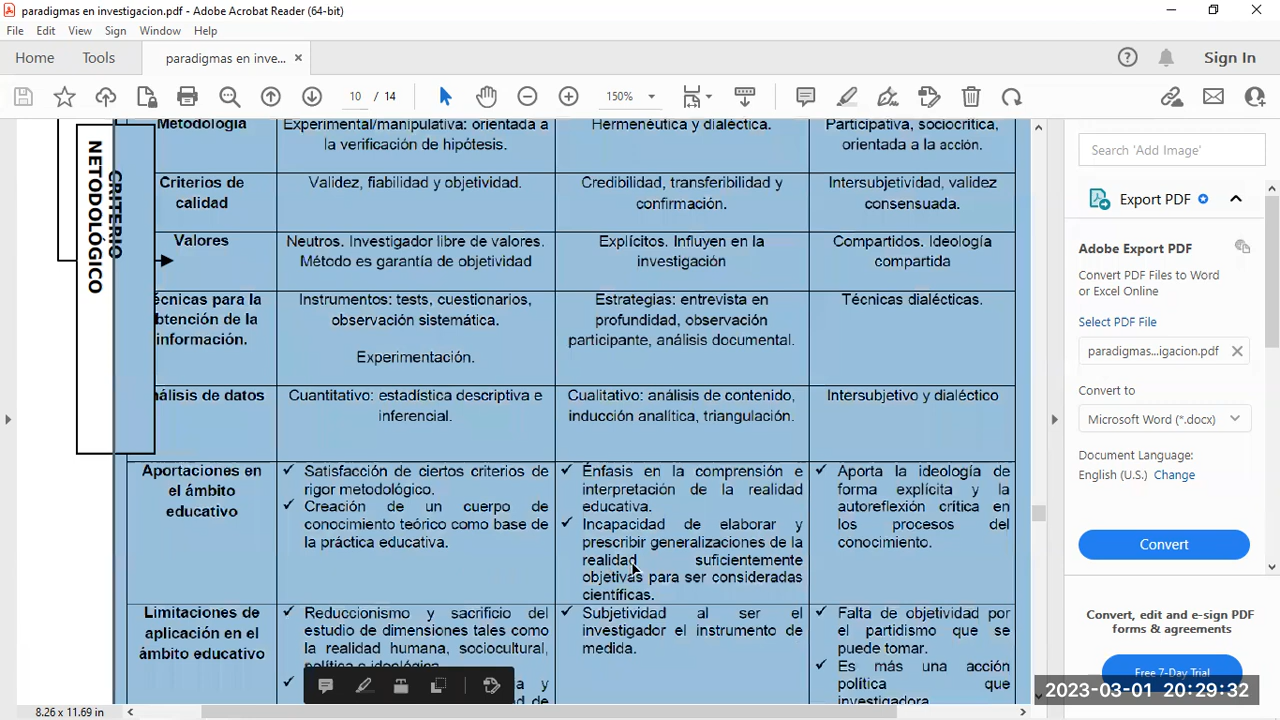 paradigmas en investigacion.pdf - Adobe Acrobat Reader (64-bit)
File Edit View Sign Window Help
Home Tools paradigmas en inve... × Sign In
10 / 14 150%
Metodología Experimental/manipulativa: orientada a la verificación de hipótesis. Hermenéutica y dialéctica. Participativa, sociocrítica, orientada a la acción.
CRITERIO
NETODOLÓGICO
Criterios de
calidad
Validez, fiabilidad y objetividad.
Credibilidad, transferibilidad y
confirmación.
Intersubjetividad, validez
consensuada.
Valores
Neutros. Investigador libre de valores.
Método es garantía de objetividad
Explícitos. Influyen en la
investigación
Compartidos. Ideología
compartida
écnicas para la
btención de la
información.
Instrumentos: tests, cuestionarios,
observación sistemática.
Experimentación.
Estrategias: entrevista en
profundidad, observación
participante, análisis documental.
Técnicas dialécticas.
nálisis de datos
Cuantitativo: estadística descriptiva e
inferencial.
Cualitativo: análisis de contenido,
inducción analítica, triangulación.
Intersubjetivo y dialéctico
Aportaciones en
el ámbito
educativo
✓ Satisfacción de ciertos criterios de
rigor metodológico.
✓ Creación de un cuerpo de
conocimiento teórico como base de
la práctica educativa.
✓ Énfasis en la comprensión e
interpretación de la realidad
educativa.
✓ Incapacidad de elaborar y
prescribir generalizaciones de la
realidad suficientemente
objetivas para ser consideradas
científicas.
✓ Aporta la ideología de
forma explícita y la
autoreflexión crítica en
los procesos del
conocimiento.
Limitaciones de
aplicación en el
ámbito educativo
✓ Reduccionismo y sacrificio del
estudio de dimensiones tales como
la realidad humana, sociocultural,
política e ideológica.
✓ Subjetividad al ser el
investigador el instrumento de
medida.
✓ Falta de objetividad por
el partidismo que se
puede tomar.
✓ Es más una acción
política que
investigadora.
8.26 x 11.69 in
Search 'Add Image'
Export PDF
Adobe Export PDF
Convert PDF Files to Word
or Excel Online
Select PDF File
paradigmas...igacion.pdf ×
Convert to
Microsoft Word (*.docx)
Document Language:
English (U.S.) Change
Convert
Convert, edit and e-sign PDF
forms & agreements
Free 7-Day Trial
2023-03-01 20:29:32